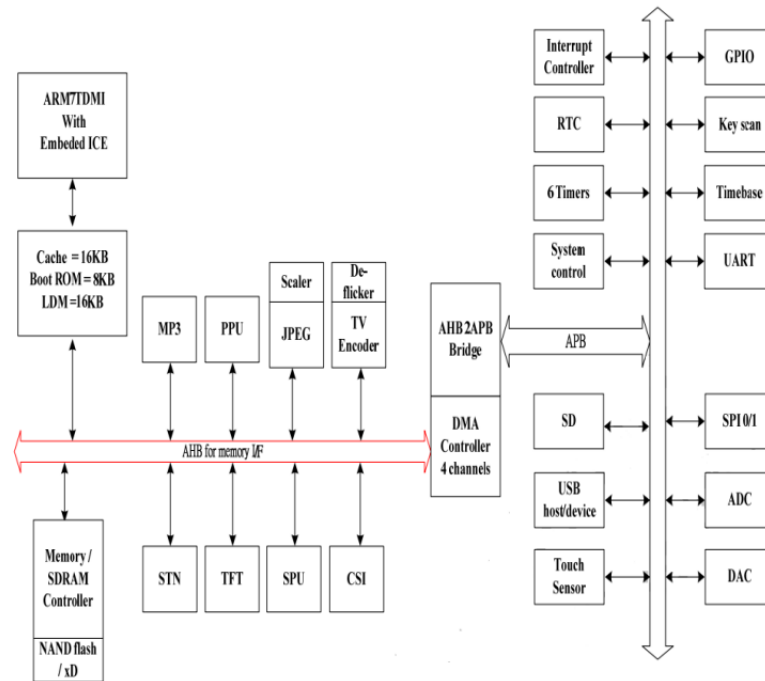 ARM7TDMI
With
Embeded ICE
Cache = 16KB
Boot ROM = 8KB
LDM =16KB
MP3
PPU
Scaler
JPEG
De-
flicker
TV
Encoder
AHB for memory I/F
Memory /
SDRAM
Controller
NAND flash
/ xD
STN
TFT
SPU
CSI
AHB2APB
Bridge
DMA
Controller
4 channels
APB
Interrupt
Controller
GPIO
RTC
Key scan
6 Timers
Timebase
System
control
UART
SD
SPI 0/1
USB
host/device
ADC
Touch
Sensor
DAC